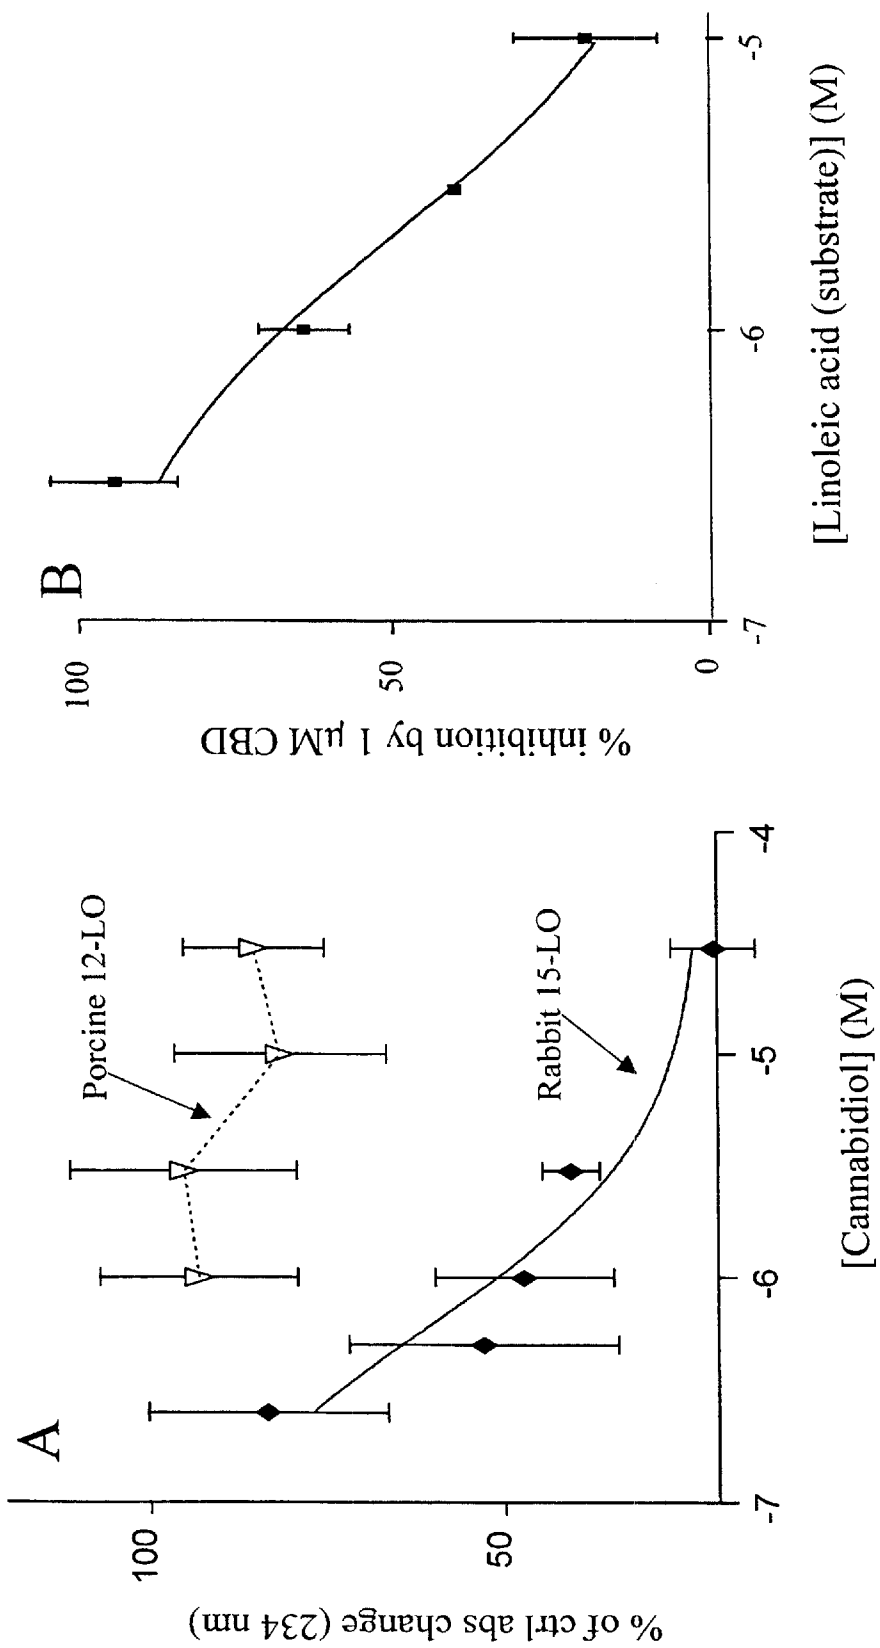 A
% of ctrl abs change (234 nm)
100
50
Porcine 12-LO
Rabbit 15-LO
-7
-6
-5
-4
[Cannabidiol] (M)
B
% inhibition by 1 µM CBD
100
50
0
-7
-6
-5
[Linoleic acid (substrate)] (M)